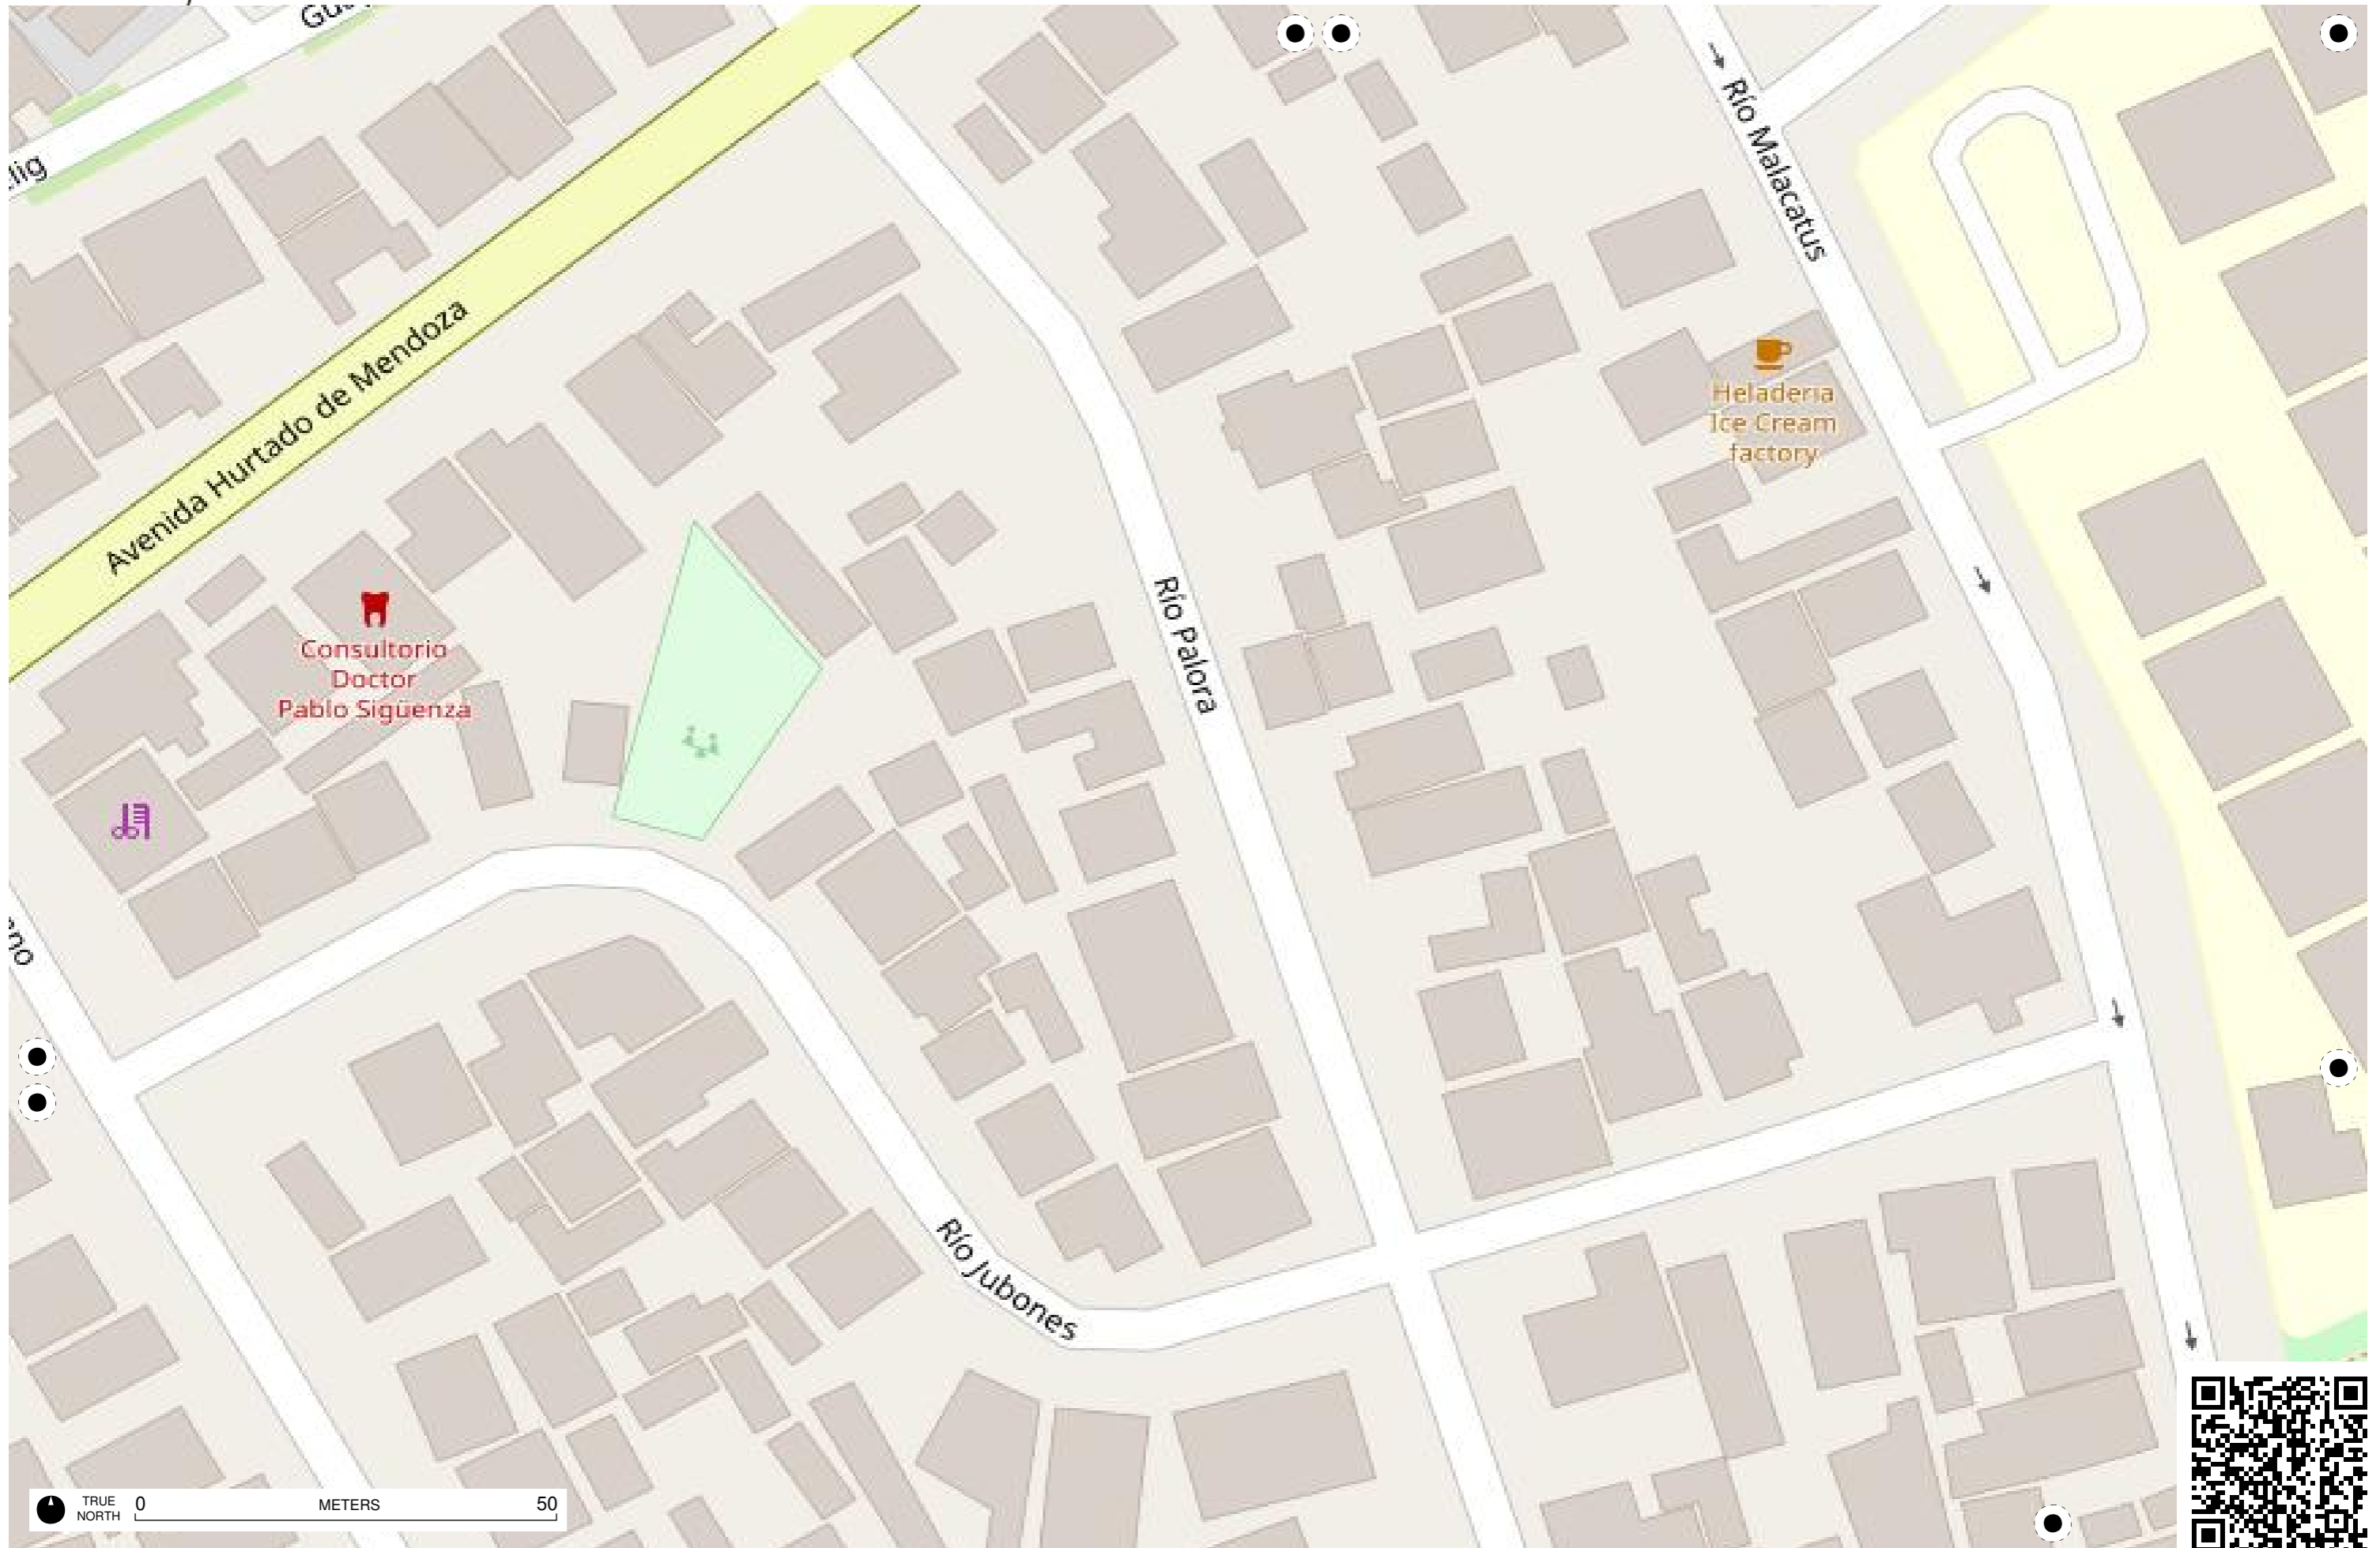 Río Malacatus
Avenida Hurtado de Mendoza
Heladería
Ice Cream
factory
Río Palora
Consultorio
Doctor
Pablo Sigüenza
Río Jubones
TRUE
NORTH
0
METERS
50